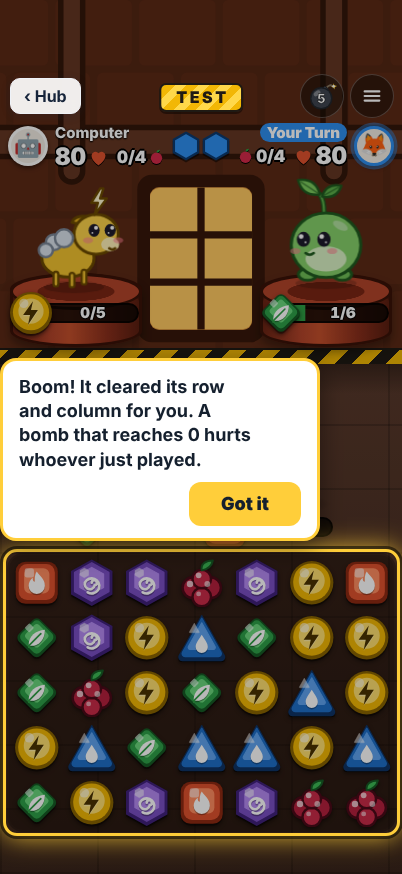 ‹ Hub
TEST
5
Computer
Your Turn
80
0/4
0/4
80
0/5
1/6
Boom! It cleared its row
and column for you. A
bomb that reaches 0 hurts
whoever just played.
Got it